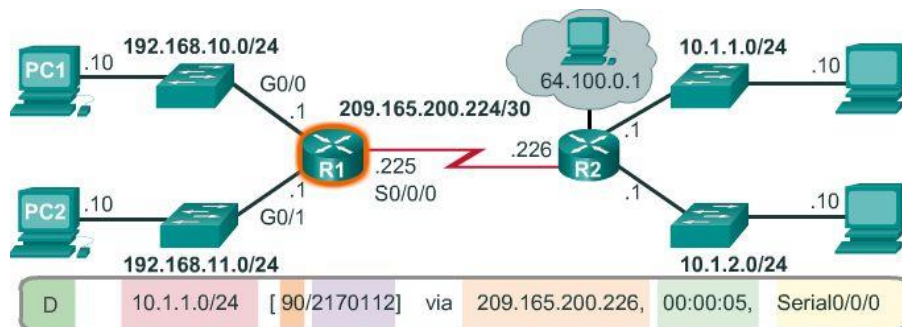 192.168.10.0/24
10.1.1.0/24
PC1
.10
G0/0
.1
64.100.0.1
.10
209.165.200.224/30
.1
R1
.225
S0/0/0
.226
R2
PC2
.10
.1
G0/1
.1
.10
192.168.11.0/24
10.1.2.0/24
D 10.1.1.0/24 [ 90/2170112] via 209.165.200.226, 00:00:05, Serial0/0/0